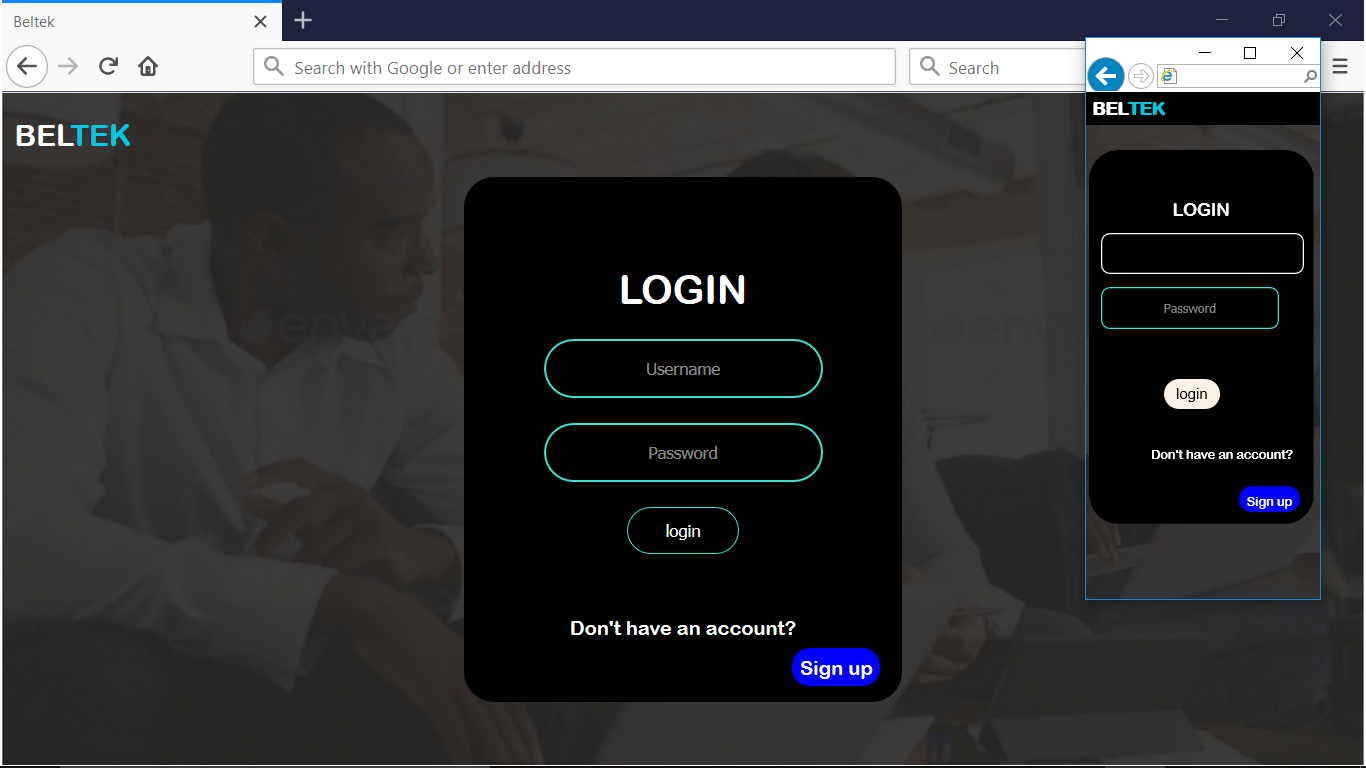 Beltek
Search with Google or enter address
Search
BELTEK
LOGIN
Username
Password
login
Don't have an account?
Sign up
BELTEK
LOGIN
Password
login
Don't have an account?
Sign up